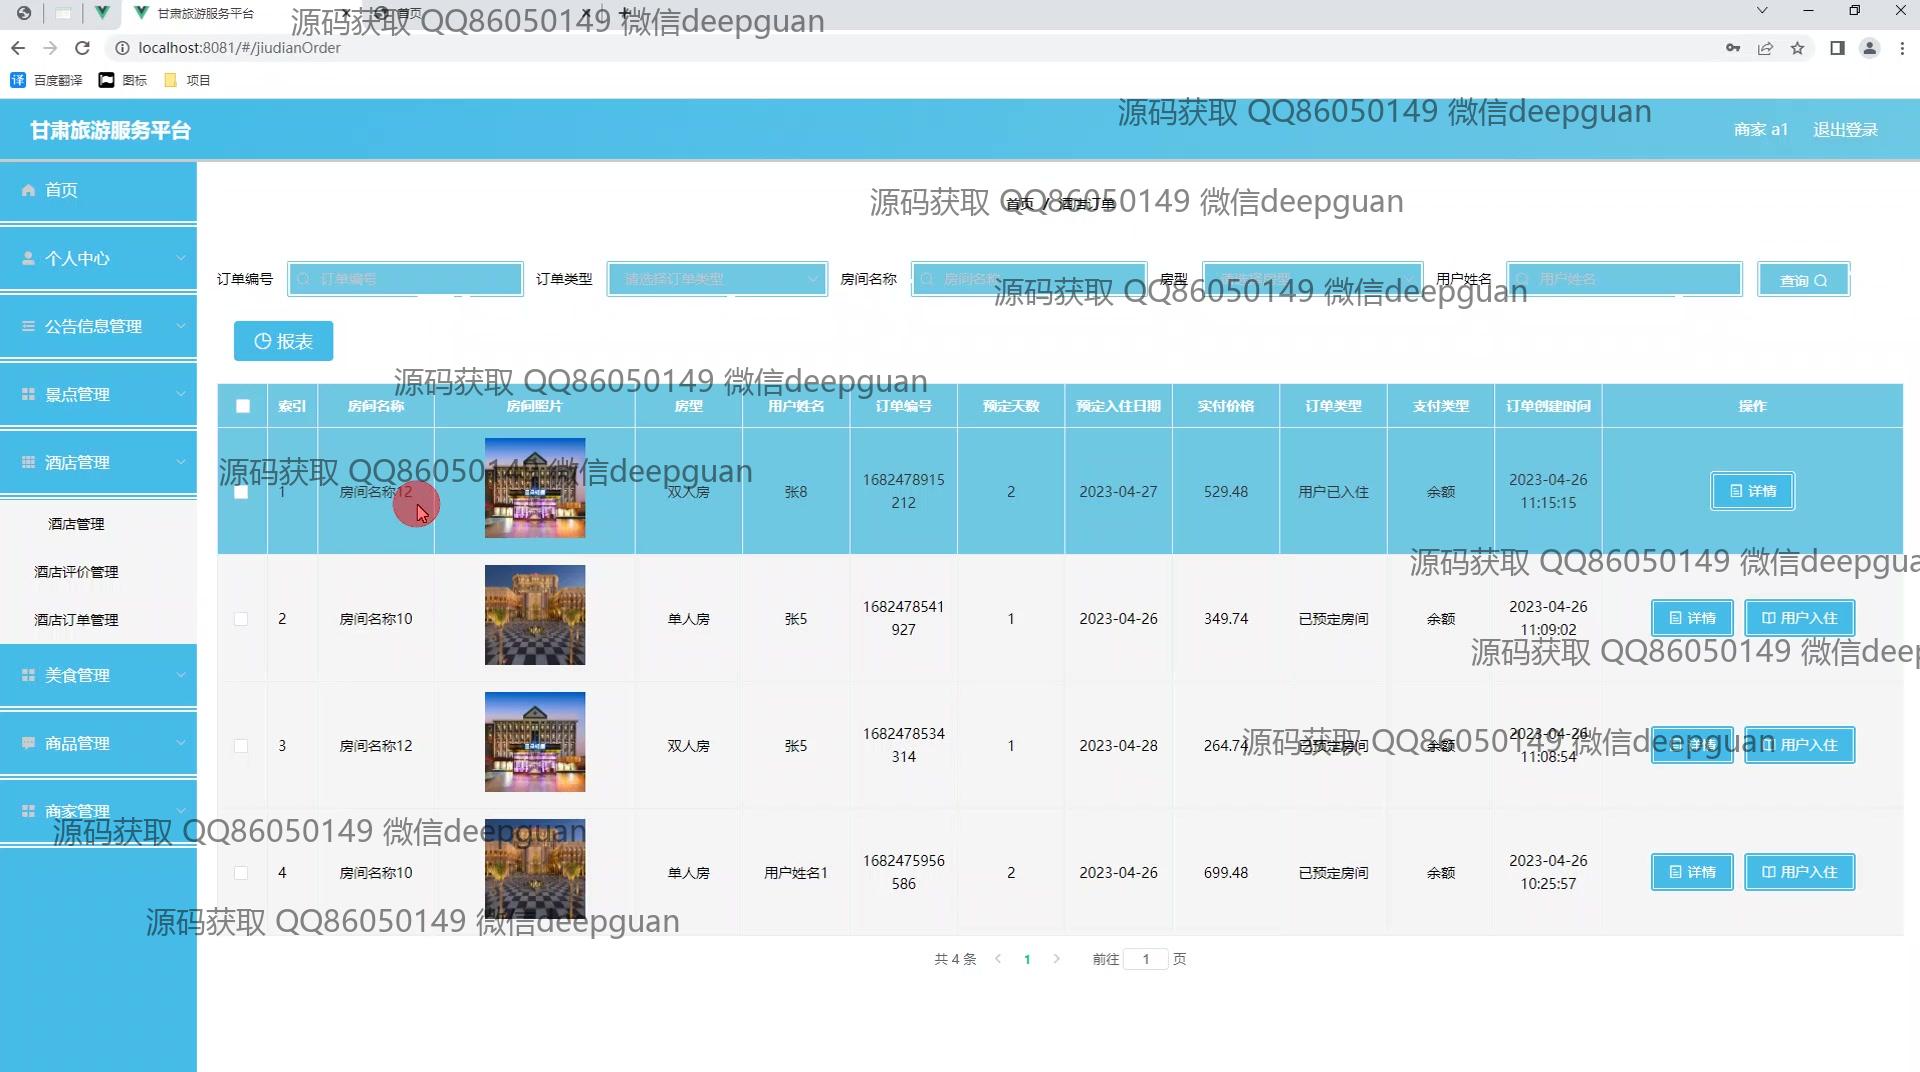 甘肃旅游服务平台
首页
源码获取 QQ86050149 微信deepguan
localhost:8081/#/jiudianOrder
百度翻译 图标 项目
甘肃旅游服务平台
源码获取 QQ86050149 微信deepguan
商家 a1 退出登录
首页
源码获取 QQ86050149 微信deepguan
首页 / 酒店订单
个人中心
订单编号 订单编号 订单类型 请选择订单类型 房间名称 房间名称 房型 用户姓名 用户姓名 查询
源码获取 QQ86050149 微信deepguan
公告信息管理
报表
源码获取 QQ86050149 微信deepguan
景点管理
索引 房间名称 房间照片 房型 用户姓名 订单编号 预定天数 预定入住日期 实付价格 订单类型 支付类型 订单创建时间 操作
酒店管理
源码获取 QQ86050149 微信deepguan
1 房间名称12 双人房 张8 1682478915 2 2023-04-27 529.48 用户已入住 余额 2023-04-26 详情
212 11:15:15
酒店管理
源码获取 QQ86050149 微信deepgua
酒店评价管理
酒店订单管理
2 房间名称10 单人房 张5 1682478541 1 2023-04-26 349.74 已预定房间 余额 2023-04-26 详情 用户入住
927 11:09:02
源码获取 QQ86050149 微信deep
美食管理
商品管理
3 房间名称12 双人房 张5 1682478534 1 2023-04-28 264.74 已预定房间 余额 2023-04-26 详情 用户入住
314 11:08:54
源码获取 QQ86050149 微信deepguan
商家管理
源码获取 QQ86050149 微信deepguan
4 房间名称10 单人房 用户姓名1 1682475956 2 2023-04-26 699.48 已预定房间 余额 2023-04-26 详情 用户入住
586 10:25:57
源码获取 QQ86050149 微信deepguan
共 4 条 1 前往 1 页